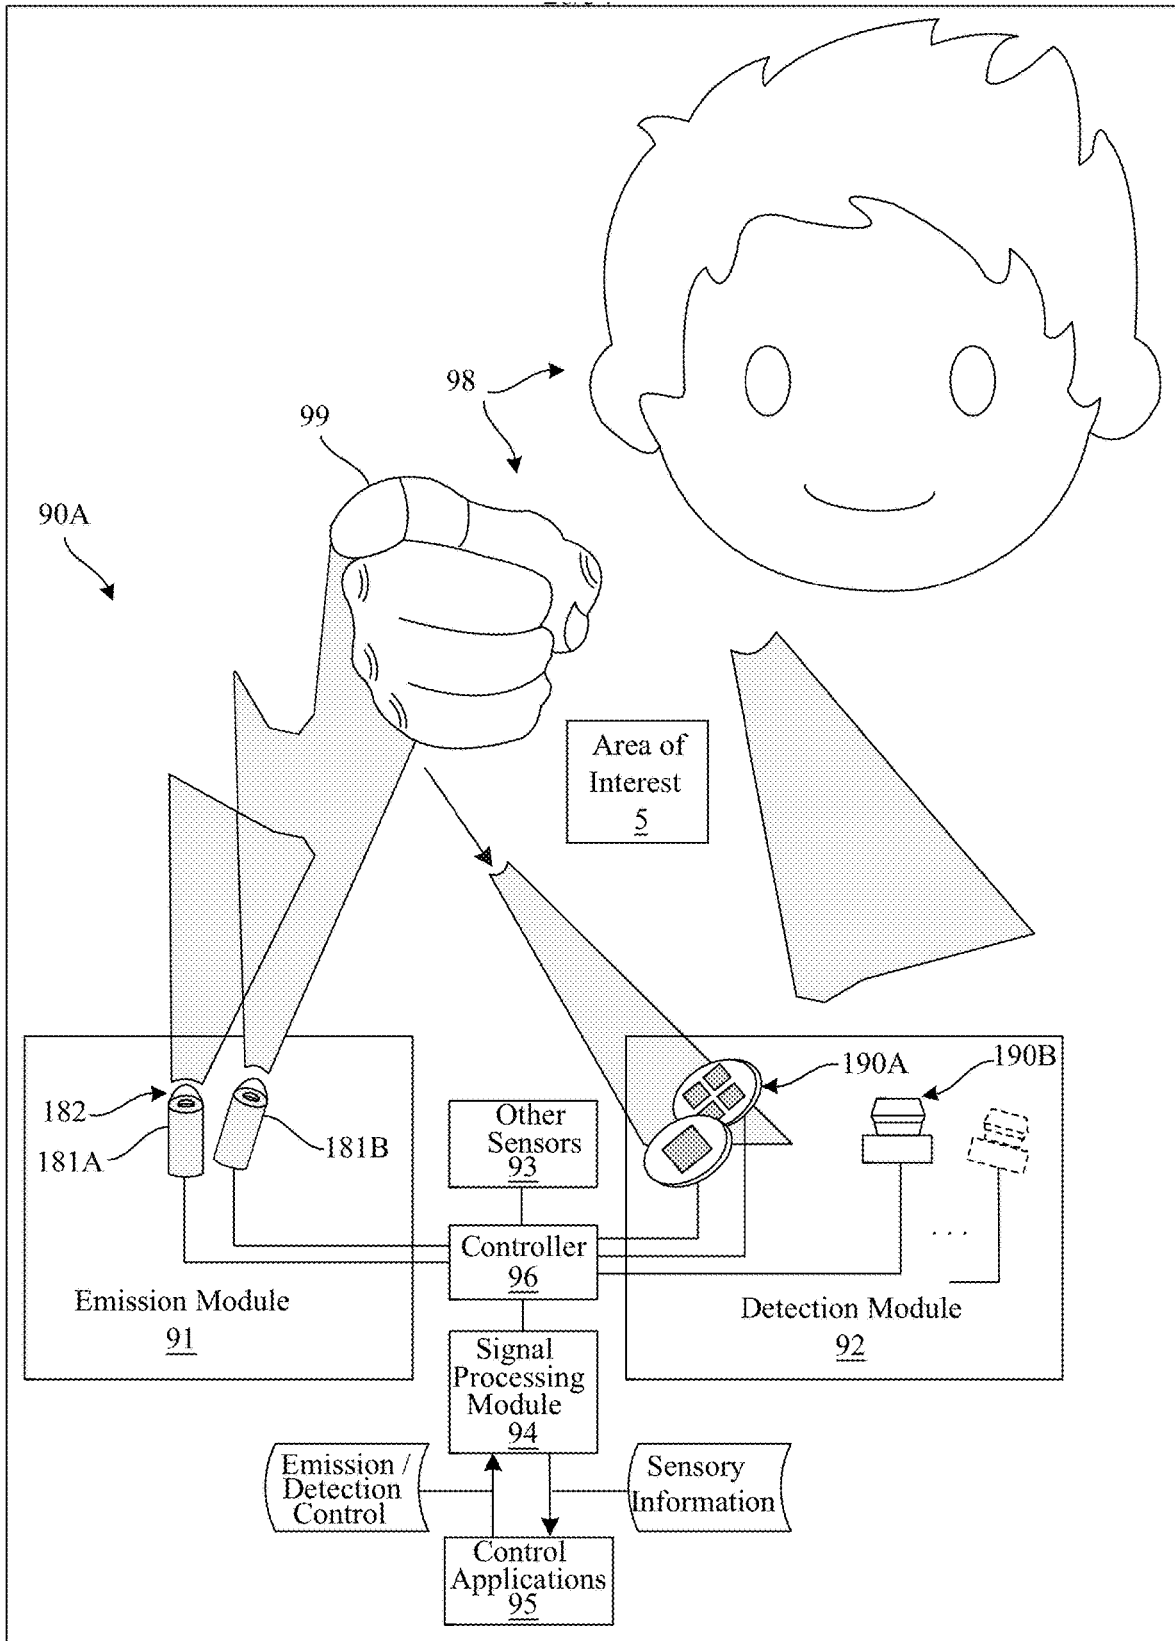 98
99
90A
Area of
Interest
5
190A
190B
182
181A
181B
Other
Sensors
93
Controller
96
Emission Module
91
Detection Module
92
. . .
Signal
Processing
Module
94
Emission /
Detection
Control
Sensory
Information
Control
Applications
95